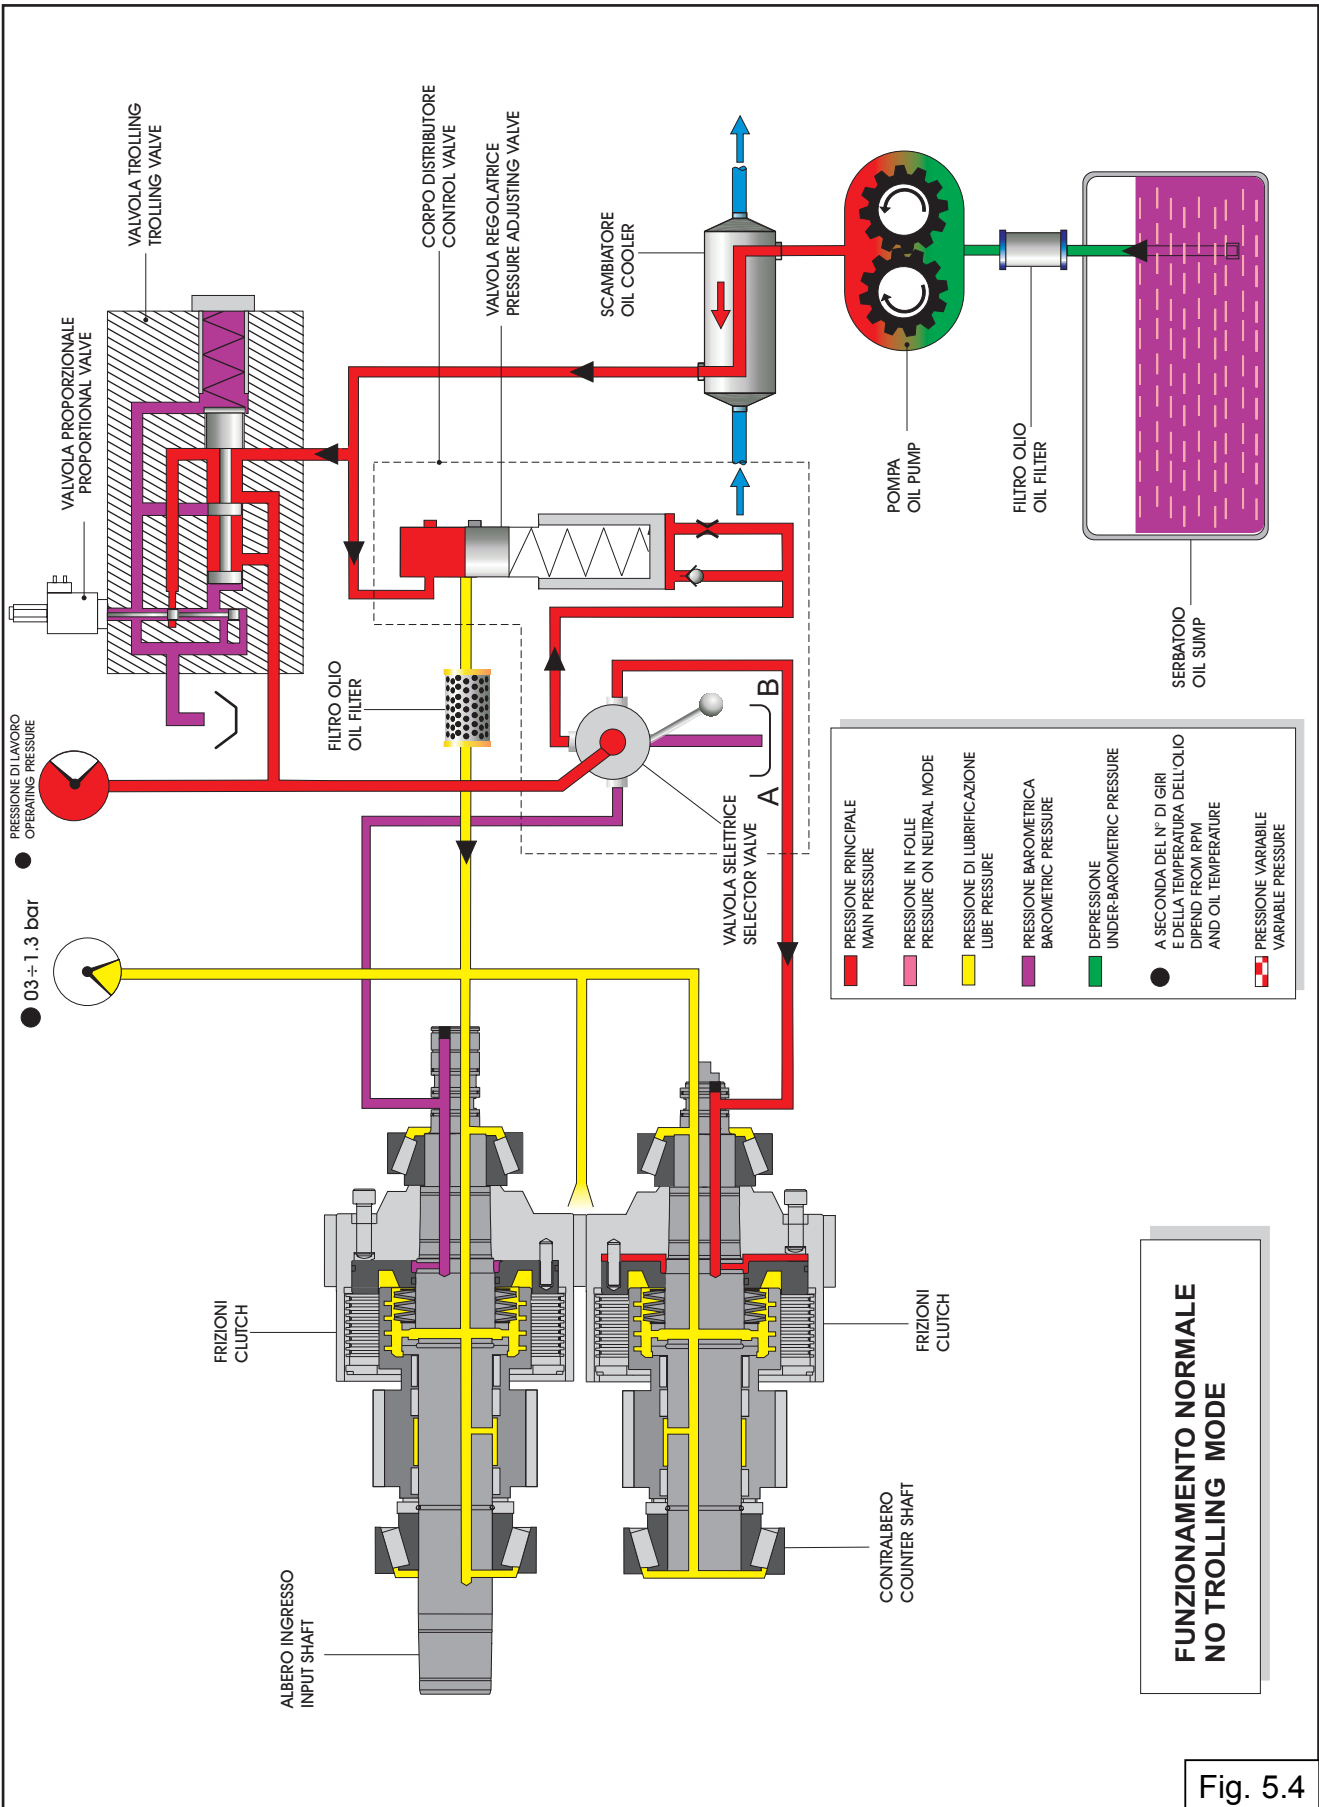 VALVOLA TROLLING
TROLLING VALVE
VALVOLA PROPORZIONALE
PROPORTIONAL VALVE
CORPO DISTRIBUTORE
CONTROL VALVE
VALVOLA REGOLATRICE
PRESSURE ADJUSTING VALVE
SCAMBIATORE
OIL COOLER
POMPA
OIL PUMP
FILTRO OLIO
OIL FILTER
SERBATOIO
OIL SUMP
PRESSIONE DI LAVORO
OPERATING PRESSURE
03÷1.3 bar
FILTRO OLIO
OIL FILTER
A
B
VALVOLA SELETTRICE
SELECTOR VALVE
FRIZIONI
CLUTCH
FRIZIONI
CLUTCH
ALBERO INGRESSO
INPUT SHAFT
CONTRALBERO
COUNTER SHAFT
PRESSIONE PRINCIPALE
MAIN PRESSURE
PRESSIONE IN FOLLE
PRESSURE ON NEUTRAL MODE
PRESSIONE DI LUBRIFICAZIONE
LUBE PRESSURE
PRESSIONE BAROMETRICA
BAROMETRIC PRESSURE
DEPRESSIONE
UNDER-BAROMETRIC PRESSURE
A SECONDA DEL N° DI GIRI
E DELLA TEMPERATURA DELL'OLIO
DIPEND FROM RPM
AND OIL TEMPERATURE
PRESSIONE VARIABILE
VARIABLE PRESSURE
FUNZIONAMENTO NORMALE
NO TROLLING MODE
Fig. 5.4